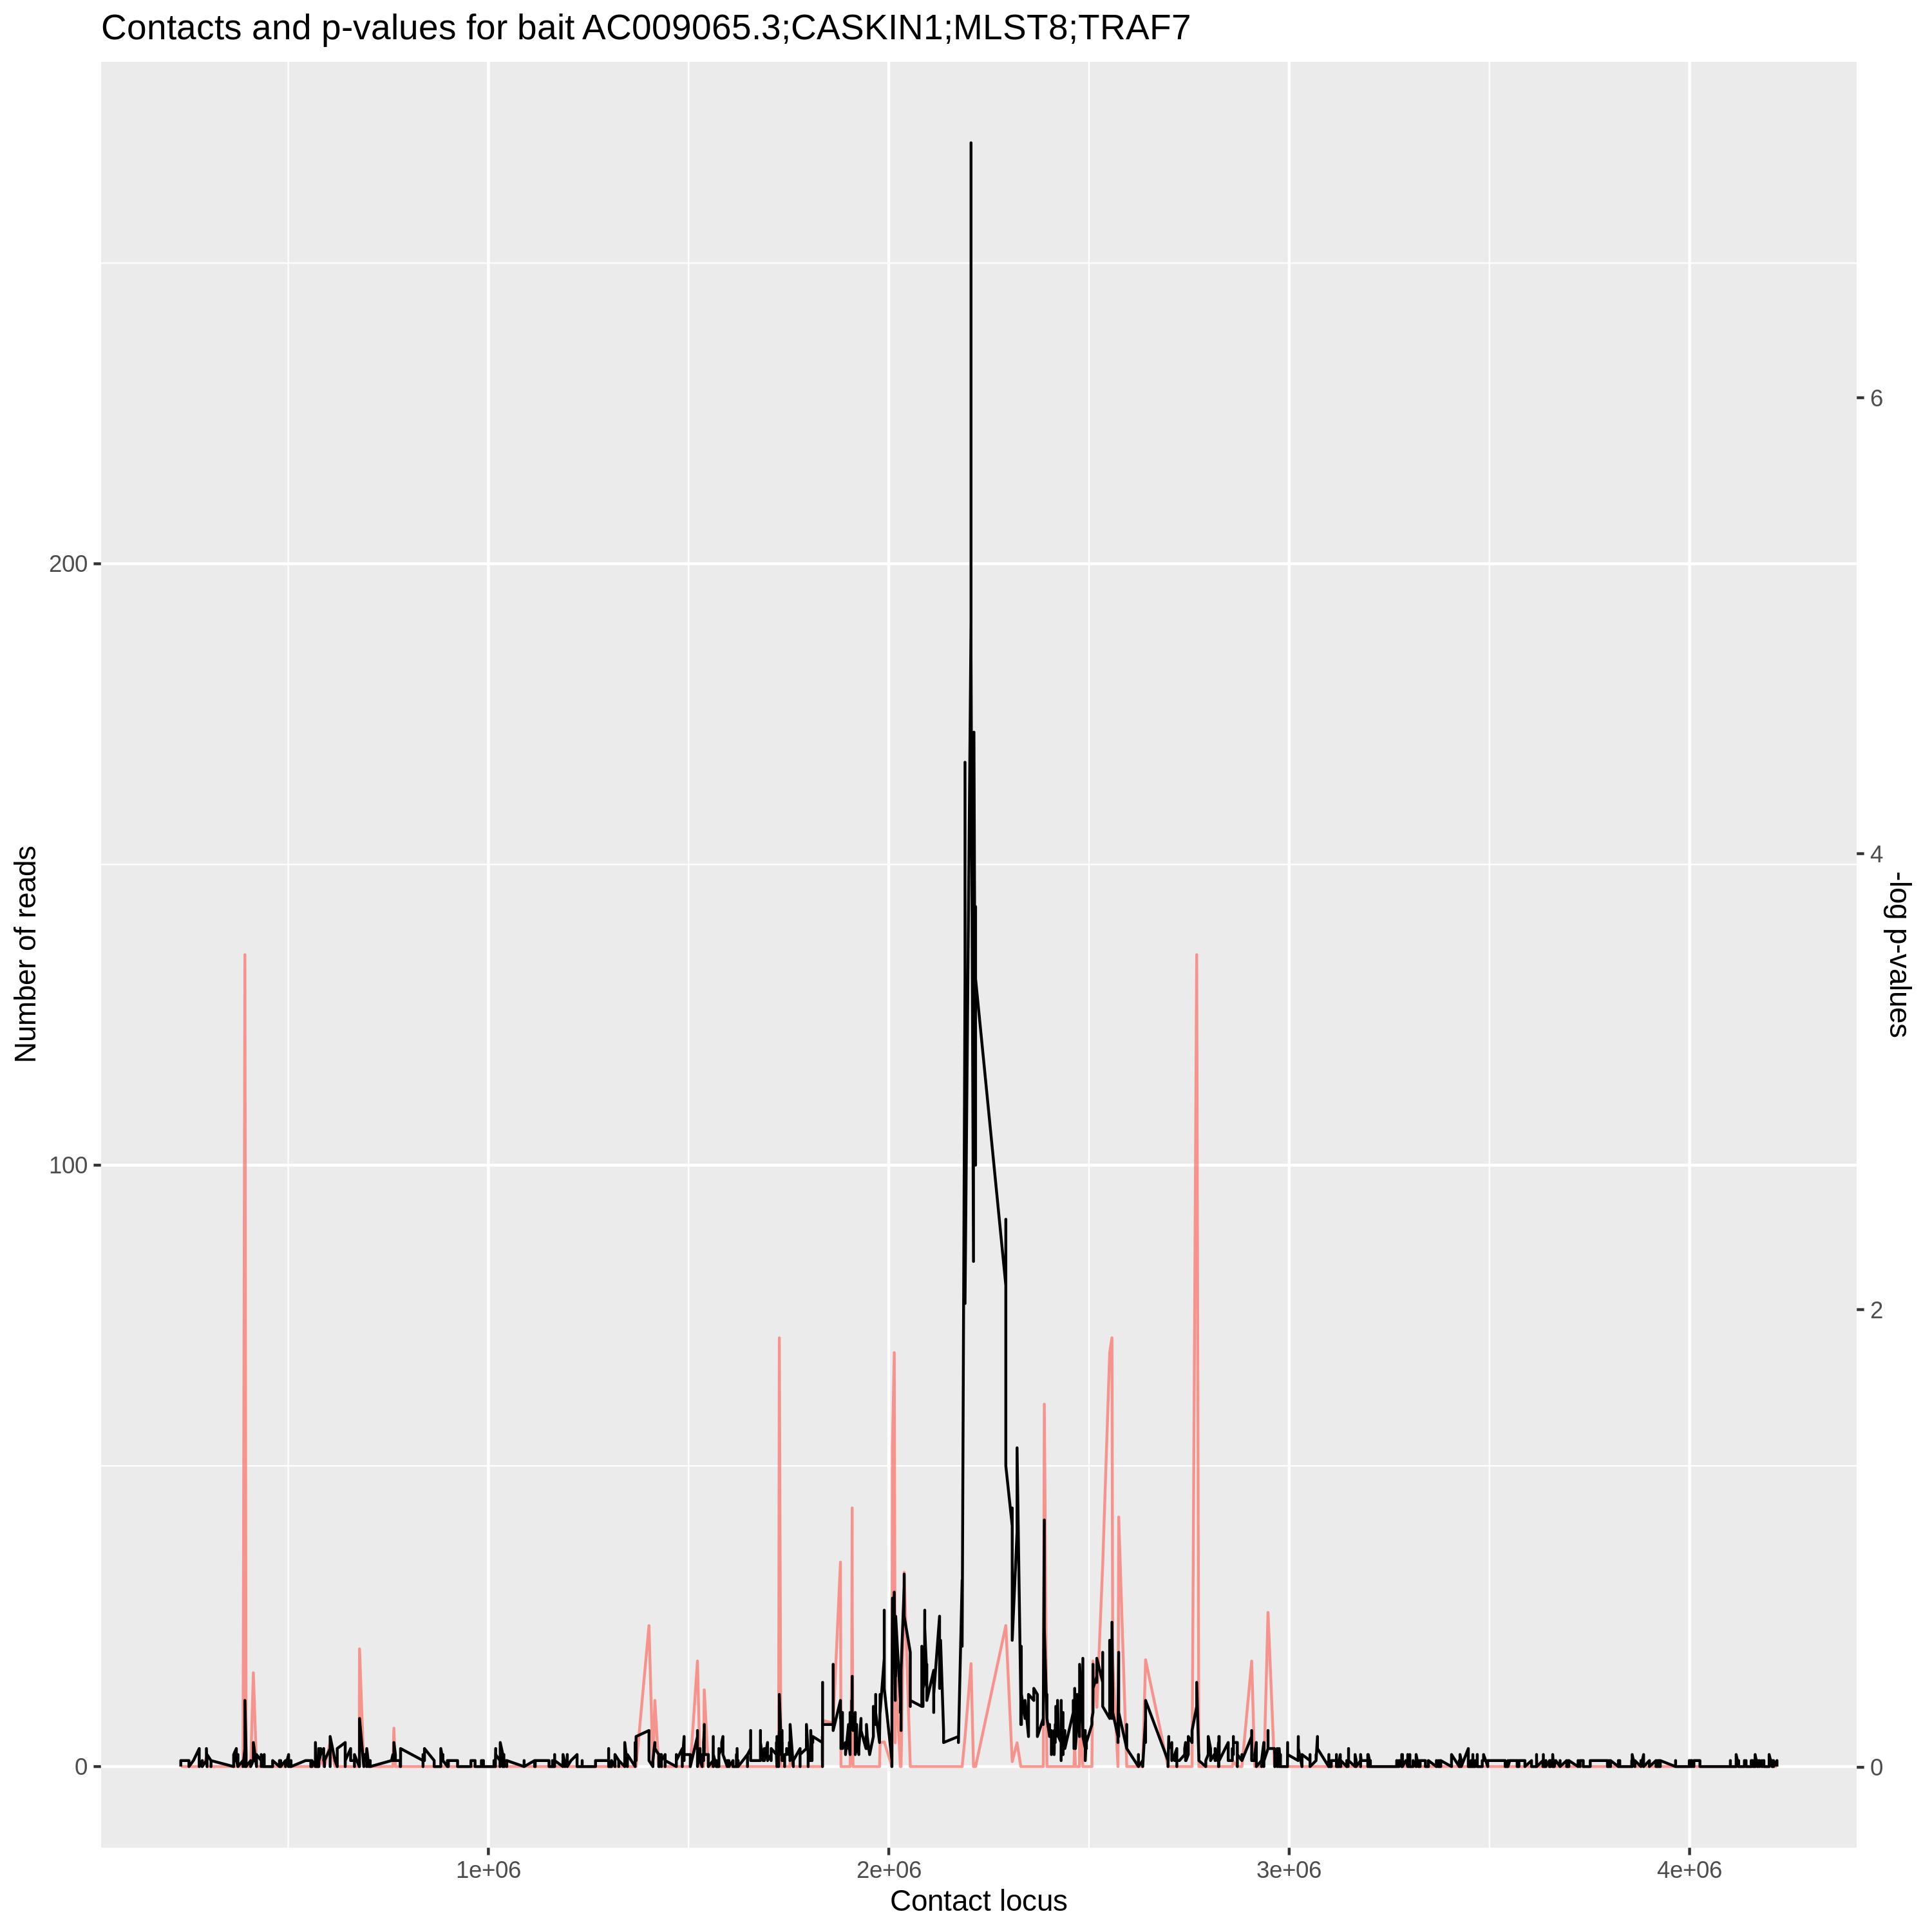 Contacts and p-values for bait AC009065.3;CASKIN1;MLST8;TRAF7
Number of reads
200
100
0
6
4
2
0
-log p-values
1e+06
2e+06
3e+06
4e+06
Contact locus